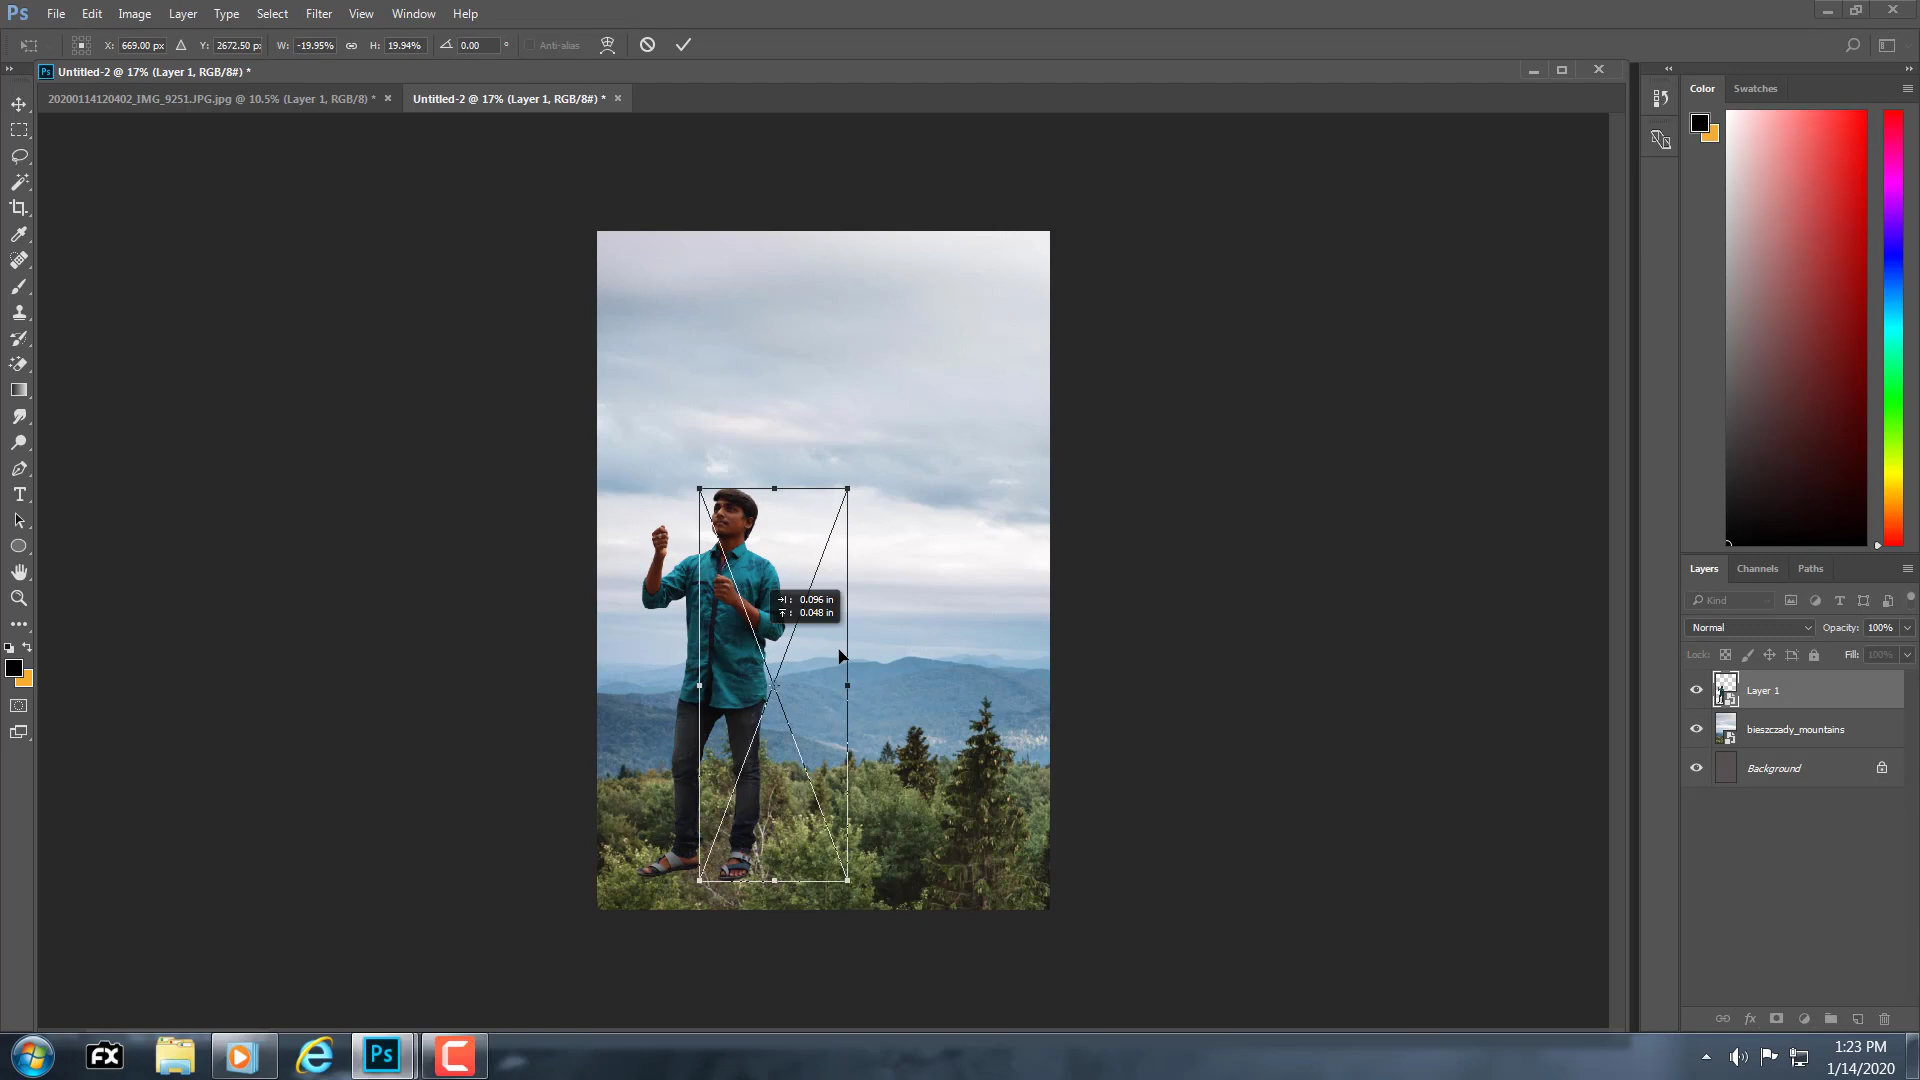 Ps File Edit Image Layer Type Select Filter View Window Help
X: 669.00 px Y: 2672.50 px W: -19.95% H: 19.94% 0.00 ° Anti-alias
Ps Untitled-2 @ 17% (Layer 1, RGB/8#) *
20200114120402_IMG_9251.JPG.jpg @ 10.5% (Layer 1, RGB/8) * × Untitled-2 @ 17% (Layer 1, RGB/8#) * ×
Color Swatches
: 0.096 in
: 0.048 in
Layers Channels Paths
Kind
Normal Opacity: 100%
Lock: Fill: 100%
Layer 1
bieszczady_mountains
Background
fx
FX Ps
1:23 PM
1/14/2020